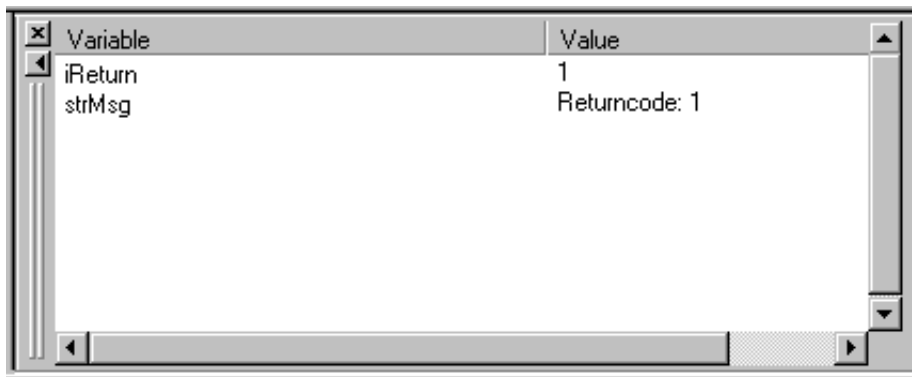 Variable Value
iReturn 1
strMsg Returncode: 1